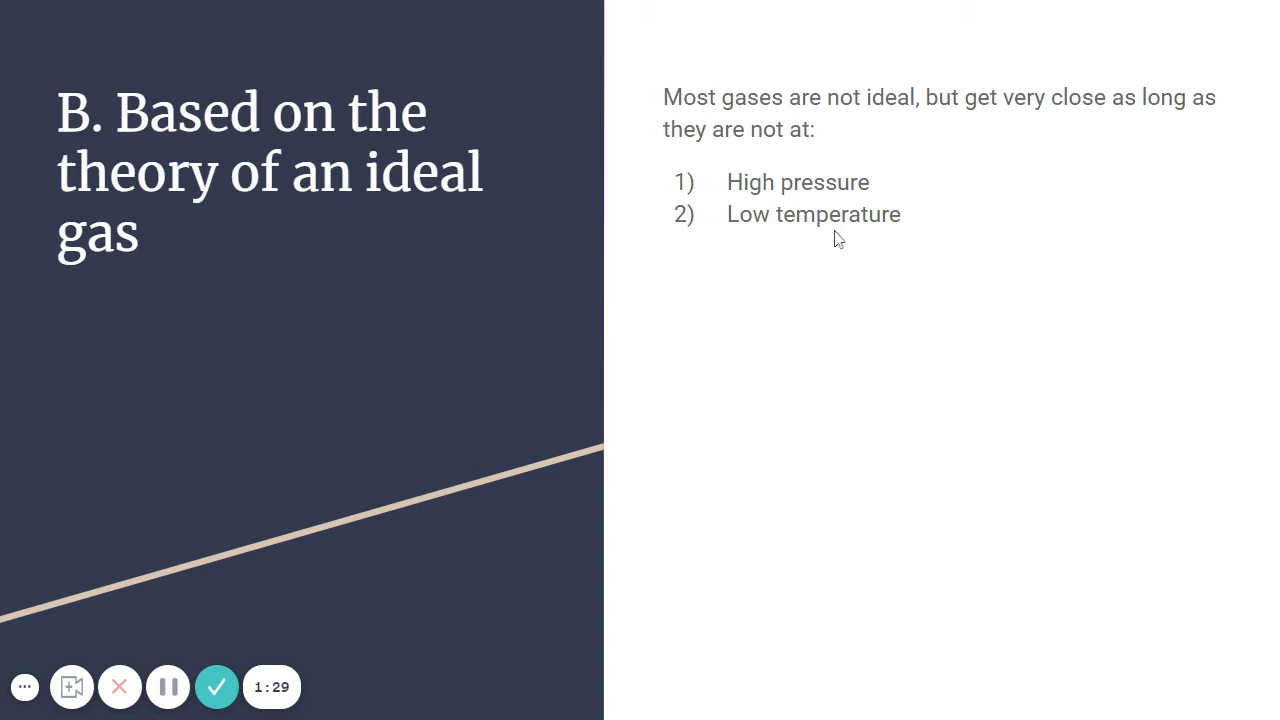 B. Based on the
theory of an ideal
gas
Most gases are not ideal, but get very close as long as
they are not at:
1) High pressure
2) Low temperature
1:29